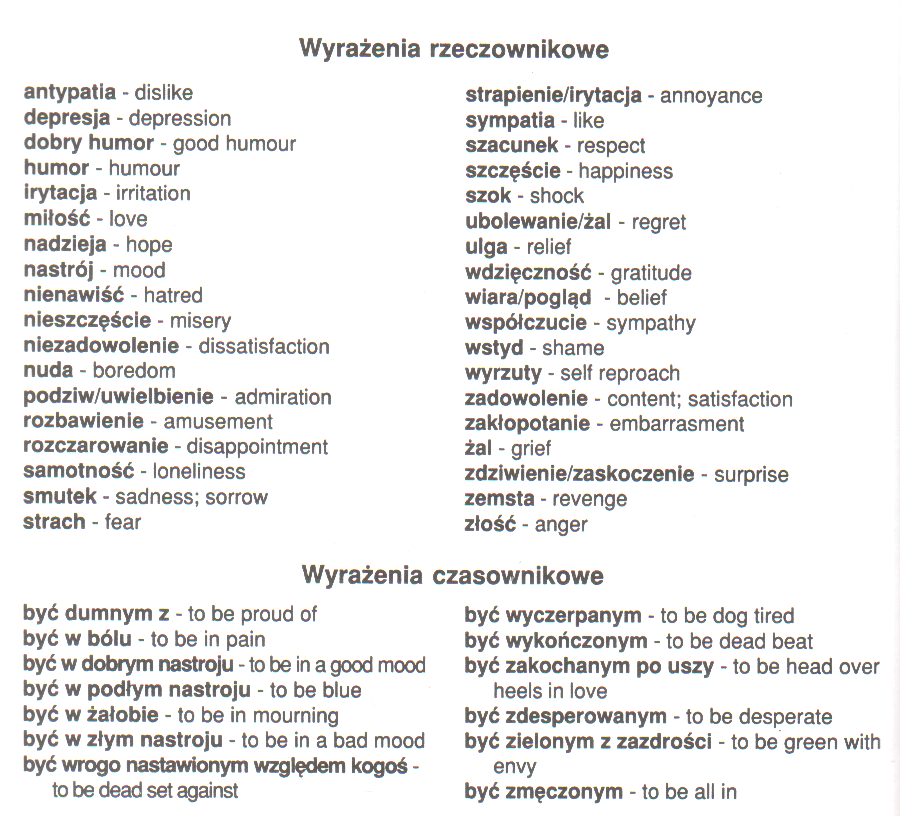 Wyrażenia rzeczownikowe
antypatia - dislike
depresja - depression
dobry humor - good humour
humor - humour
irytacja - irritation
miłość - love
nadzieja - hope
nastrój - mood
nienawiść - hatred
nieszczęście - misery
niezadowolenie - dissatisfaction
nuda - boredom
podziw/uwielbienie - admiration
rozbawienie - amusement
rozczarowanie - disappointment
samotność - loneliness
smutek - sadness; sorrow
strach - fear
strapienie/irytacja - annoyance
sympatia - like
szacunek - respect
szczęście - happiness
szok - shock
ubolewanie/żal - regret
ulga - relief
wdzięczność - gratitude
wiara/pogląd - belief
współczucie - sympathy
wstyd - shame
wyrzuty - self reproach
zadowolenie - content; satisfaction
zakłopotanie - embarrasment
żal - grief
zdziwienie/zaskoczenie - surprise
zemsta - revenge
złość - anger
Wyrażenia czasownikowe
być dumnym z - to be proud of
być w bólu - to be in pain
być w dobrym nastroju - to be in a good mood
być w podłym nastroju - to be blue
być w żałobie - to be in mourning
być w złym nastroju - to be in a bad mood
być wrogo nastawionym względem kogoś -
to be dead set against
być wyczerpanym - to be dog tired
być wykończonym - to be dead beat
być zakochanym po uszy - to be head over
heels in love
być zdesperowanym - to be desperate
być zielonym z zazdrości - to be green with
envy
być zmęczonym - to be all in